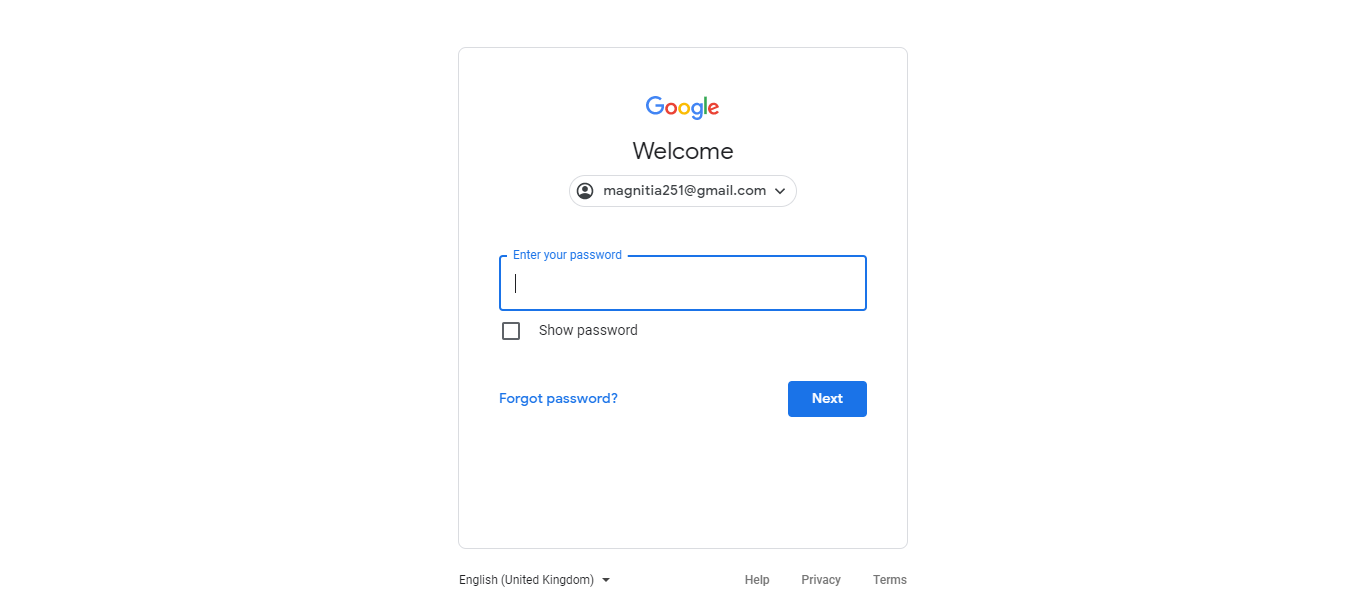 Google
Welcome
magnitia251@gmail.com
Enter your password
Show password
Forgot password?
Next
English (United Kingdom)
Help
Privacy
Terms